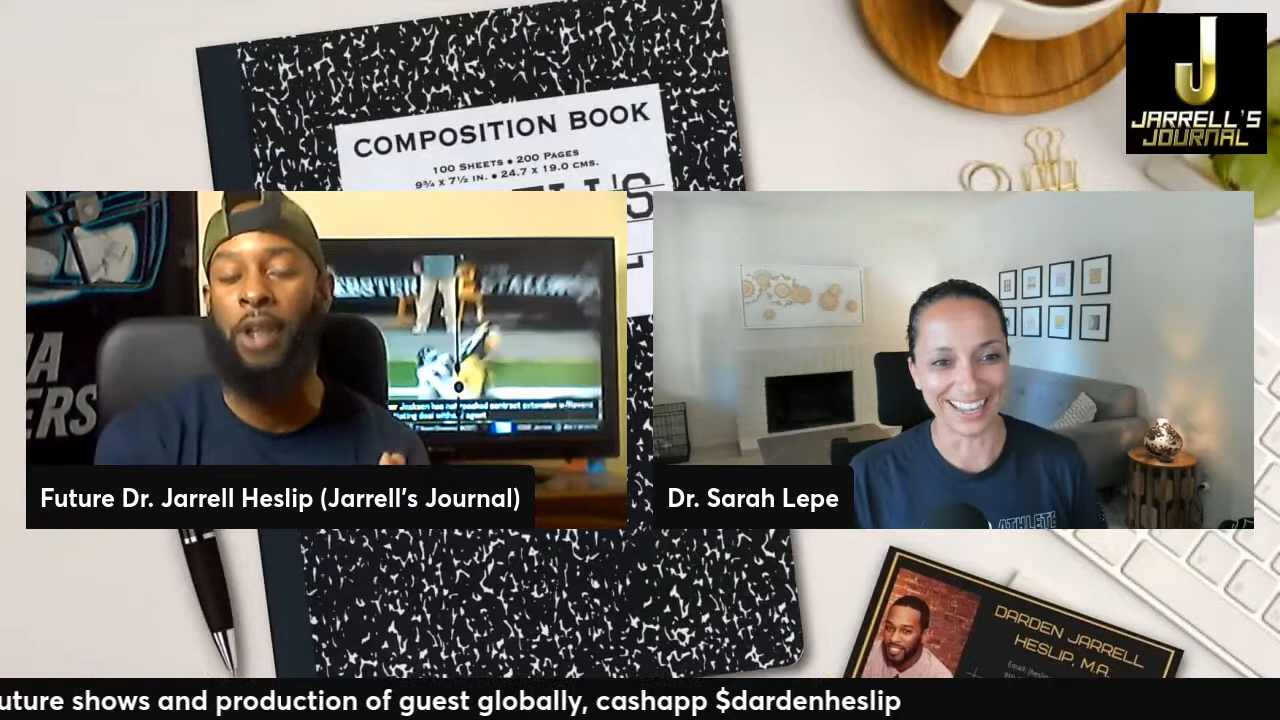 COMPOSITION BOOK
100 SHEETS • 200 PAGES
9¾ X 7½ IN. • 24.7 X 19.0 CMS.
J
JARRELL'S
JOURNAL
ERS
ATHLETE
Future Dr. Jarrell Heslip (Jarrell's Journal)
Dr. Sarah Lepe
DARDEN JARRELL
HESLIP, M.A.
Email:
uture shows and production of guest globally, cashapp $dardenheslip